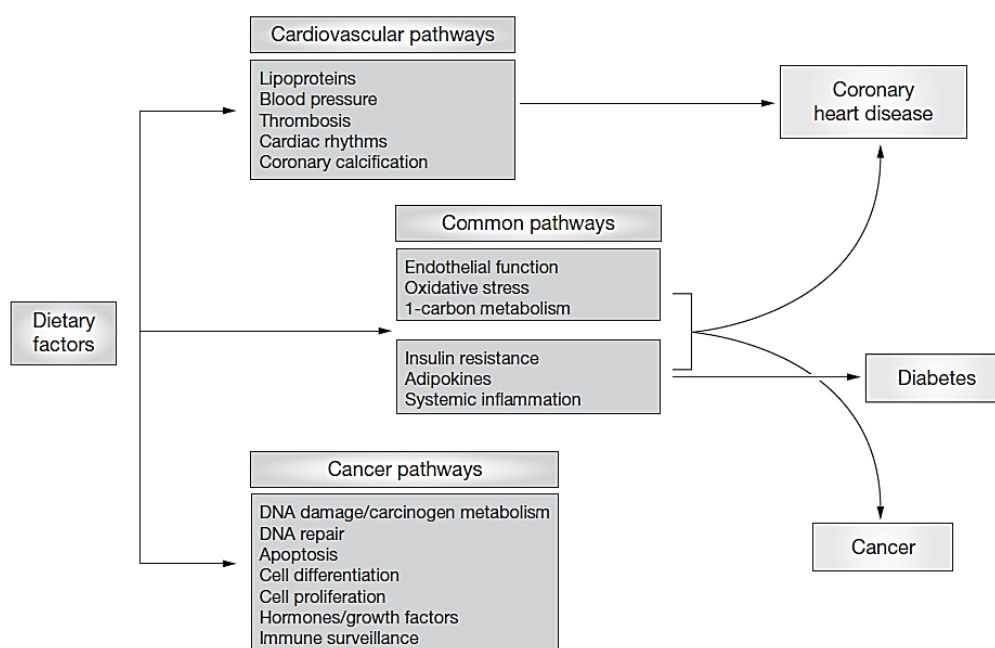 Cardiovascular pathways
Lipoproteins
Blood pressure
Thrombosis
Cardiac rhythms
Coronary calcification
Coronary
heart disease
Common pathways
Endothelial function
Oxidative stress
1-carbon metabolism
Dietary
factors
Insulin resistance
Adipokines
Systemic inflammation
Diabetes
Cancer pathways
DNA damage/carcinogen metabolism
DNA repair
Apoptosis
Cell differentiation
Cell proliferation
Hormones/growth factors
Immune surveillance
Cancer